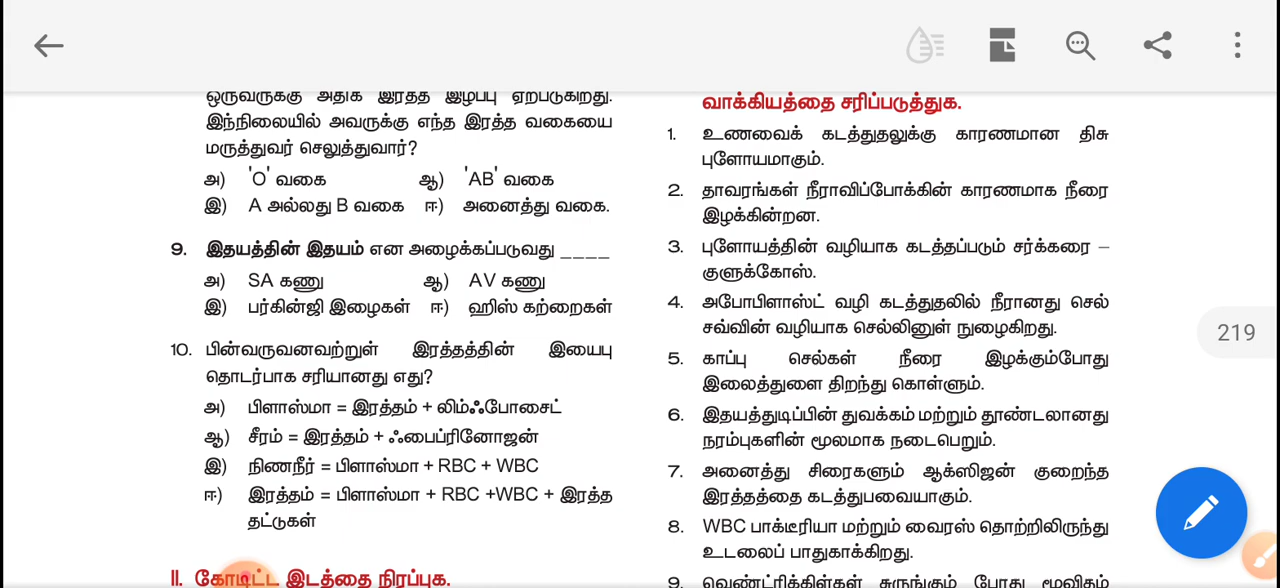 ஒருவருக்கு அதிக இரத்த இழப்பு ஏற்படுகிறது.
இந்நிலையில் அவருக்கு எந்த இரத்த வகையை
மருத்துவர் செலுத்துவார்?
அ) 'O' வகை ஆ) 'AB' வகை
இ) A அல்லது B வகை ஈ) அனைத்து வகை.
9. இதயத்தின் இதயம் என அழைக்கப்படுவது ____
அ) SA கணு ஆ) AV கணு
இ) பர்கின்ஜி இழைகள் ஈ) ஹிஸ் கற்றைகள்
10. பின்வருவனவற்றுள் இரத்தத்தின் இயைபு
தொடர்பாக சரியானது எது?
அ) பிளாஸ்மா = இரத்தம் + லிம்ஃபோசைட்
ஆ) சீரம் = இரத்தம் + ஃபைப்ரினோஜன்
இ) நிணநீர் = பிளாஸ்மா + RBC + WBC
ஈ) இரத்தம் = பிளாஸ்மா + RBC +WBC + இரத்த
தட்டுகள்
II. கோடிட்ட இடத்தை நிரப்புக.
வாக்கியத்தை சரிப்படுத்துக.
1. உணவைக் கடத்துதலுக்கு காரணமான திசு
புளோயமாகும்.
2. தாவரங்கள் நீராவிப்போக்கின் காரணமாக நீரை
இழக்கின்றன.
3. புளோயத்தின் வழியாக கடத்தப்படும் சர்க்கரை –
குளுக்கோஸ்.
4. அபோபிளாஸ்ட் வழி கடத்துதலில் நீரானது செல்
சவ்வின் வழியாக செல்லினுள் நுழைகிறது.
5. காப்பு செல்கள் நீரை இழக்கும்போது
இலைத்துளை திறந்து கொள்ளும்.
6. இதயத்துடிப்பின் துவக்கம் மற்றும் தூண்டலானது
நரம்புகளின் மூலமாக நடைபெறும்.
7. அனைத்து சிரைகளும் ஆக்ஸிஜன் குறைந்த
இரத்தத்தை கடத்துபவையாகும்.
8. WBC பாக்டீரியா மற்றும் வைரஸ் தொற்றிலிருந்து
உடலைப் பாதுகாக்கிறது.
9. வெண்ட்ரிக்கிள்கள் சுருங்கும் போது மூவிதழ்
219